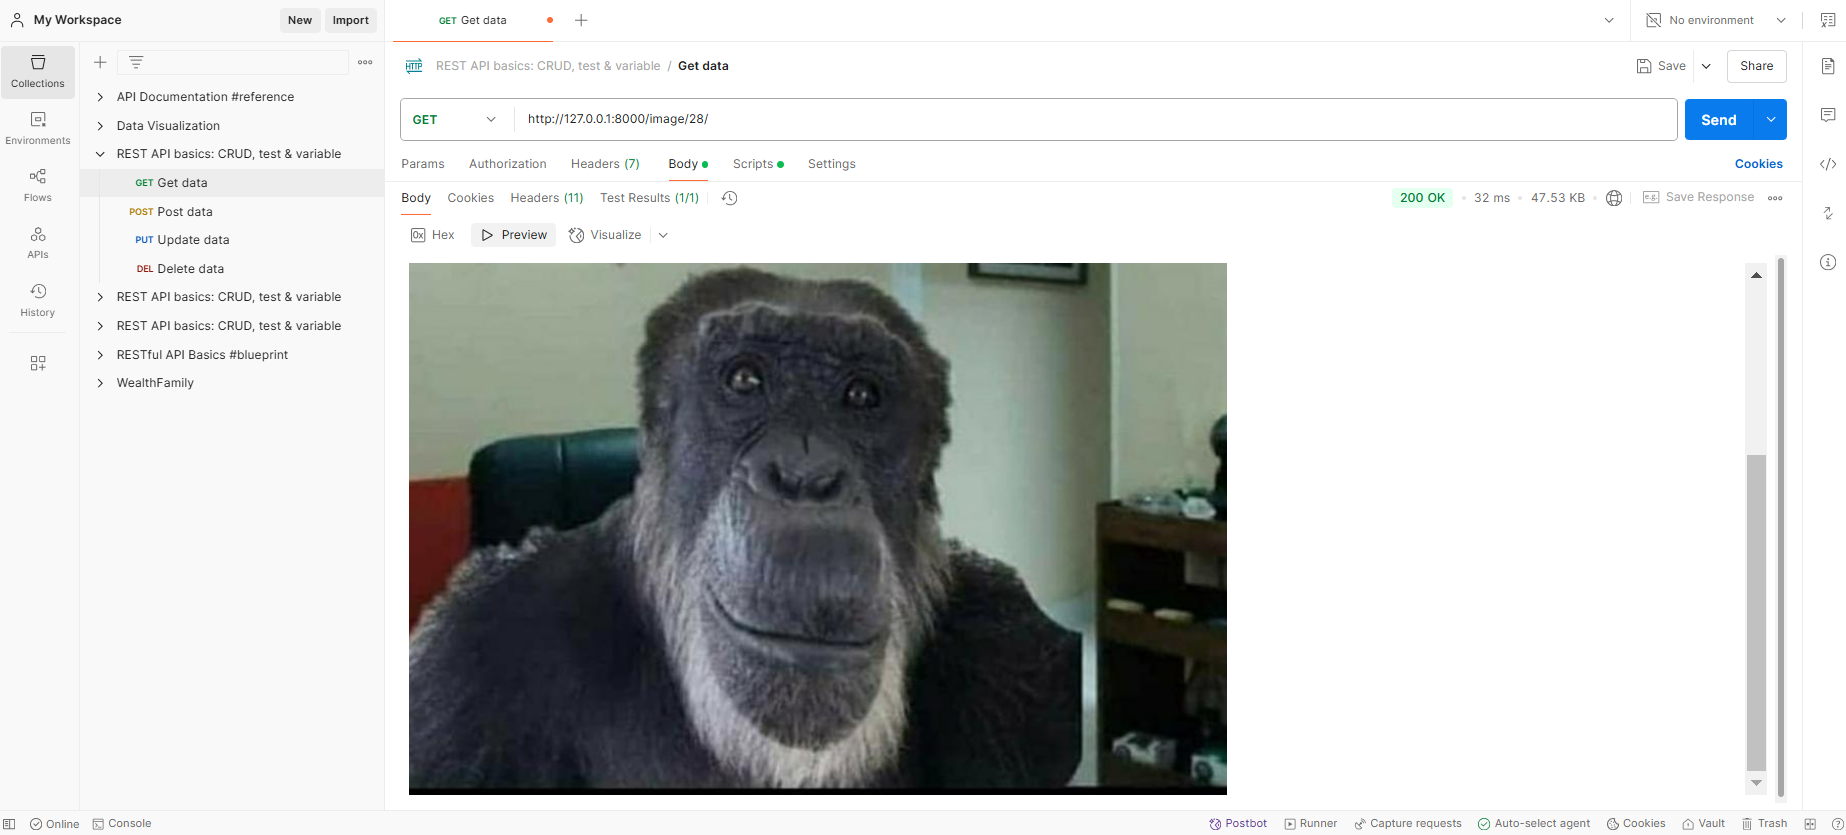 My Workspace
New
Import
GET Get data
No environment
Collections
Environments
Flows
APIs
History
API Documentation #reference
Data Visualization
REST API basics: CRUD, test & variable
GET Get data
POST Post data
PUT Update data
DEL Delete data
REST API basics: CRUD, test & variable
REST API basics: CRUD, test & variable
RESTful API Basics #blueprint
WealthFamily
HTTP REST API basics: CRUD, test & variable / Get data
Save
Share
GET
http://127.0.0.1:8000/image/28/
Send
Params Authorization Headers (7) Body Scripts Settings
Cookies
Body Cookies Headers (11) Test Results (1/1)
200 OK 32 ms 47.53 KB e.g. Save Response
0x Hex Preview Visualize
Online Console
Postbot Runner Capture requests Auto-select agent Cookies Vault Trash